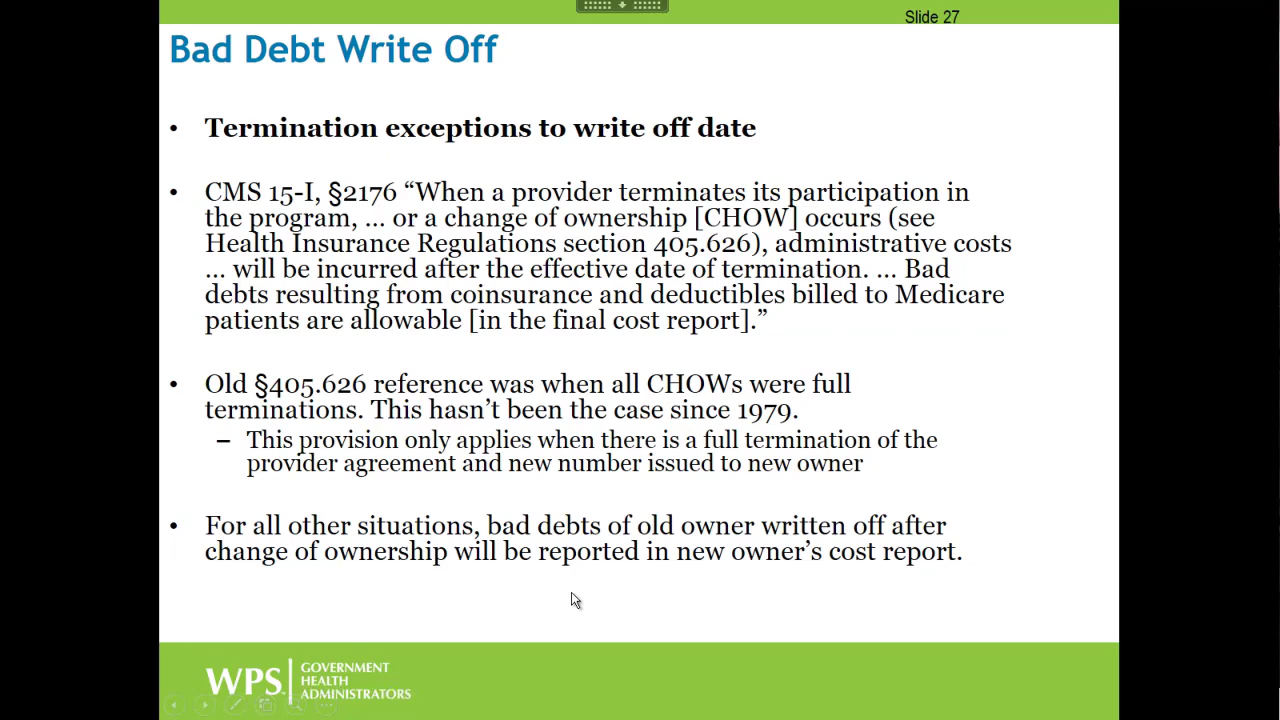 Slide 27
Bad Debt Write Off
• Termination exceptions to write off date
• CMS 15-I, §2176 “When a provider terminates its participation in
the program, … or a change of ownership [CHOW] occurs (see
Health Insurance Regulations section 405.626), administrative costs
… will be incurred after the effective date of termination. … Bad
debts resulting from coinsurance and deductibles billed to Medicare
patients are allowable [in the final cost report].”
• Old §405.626 reference was when all CHOWs were full
terminations. This hasn’t been the case since 1979.
– This provision only applies when there is a full termination of the
provider agreement and new number issued to new owner
• For all other situations, bad debts of old owner written off after
change of ownership will be reported in new owner’s cost report.
WPS
GOVERNMENT
HEALTH
ADMINISTRATORS